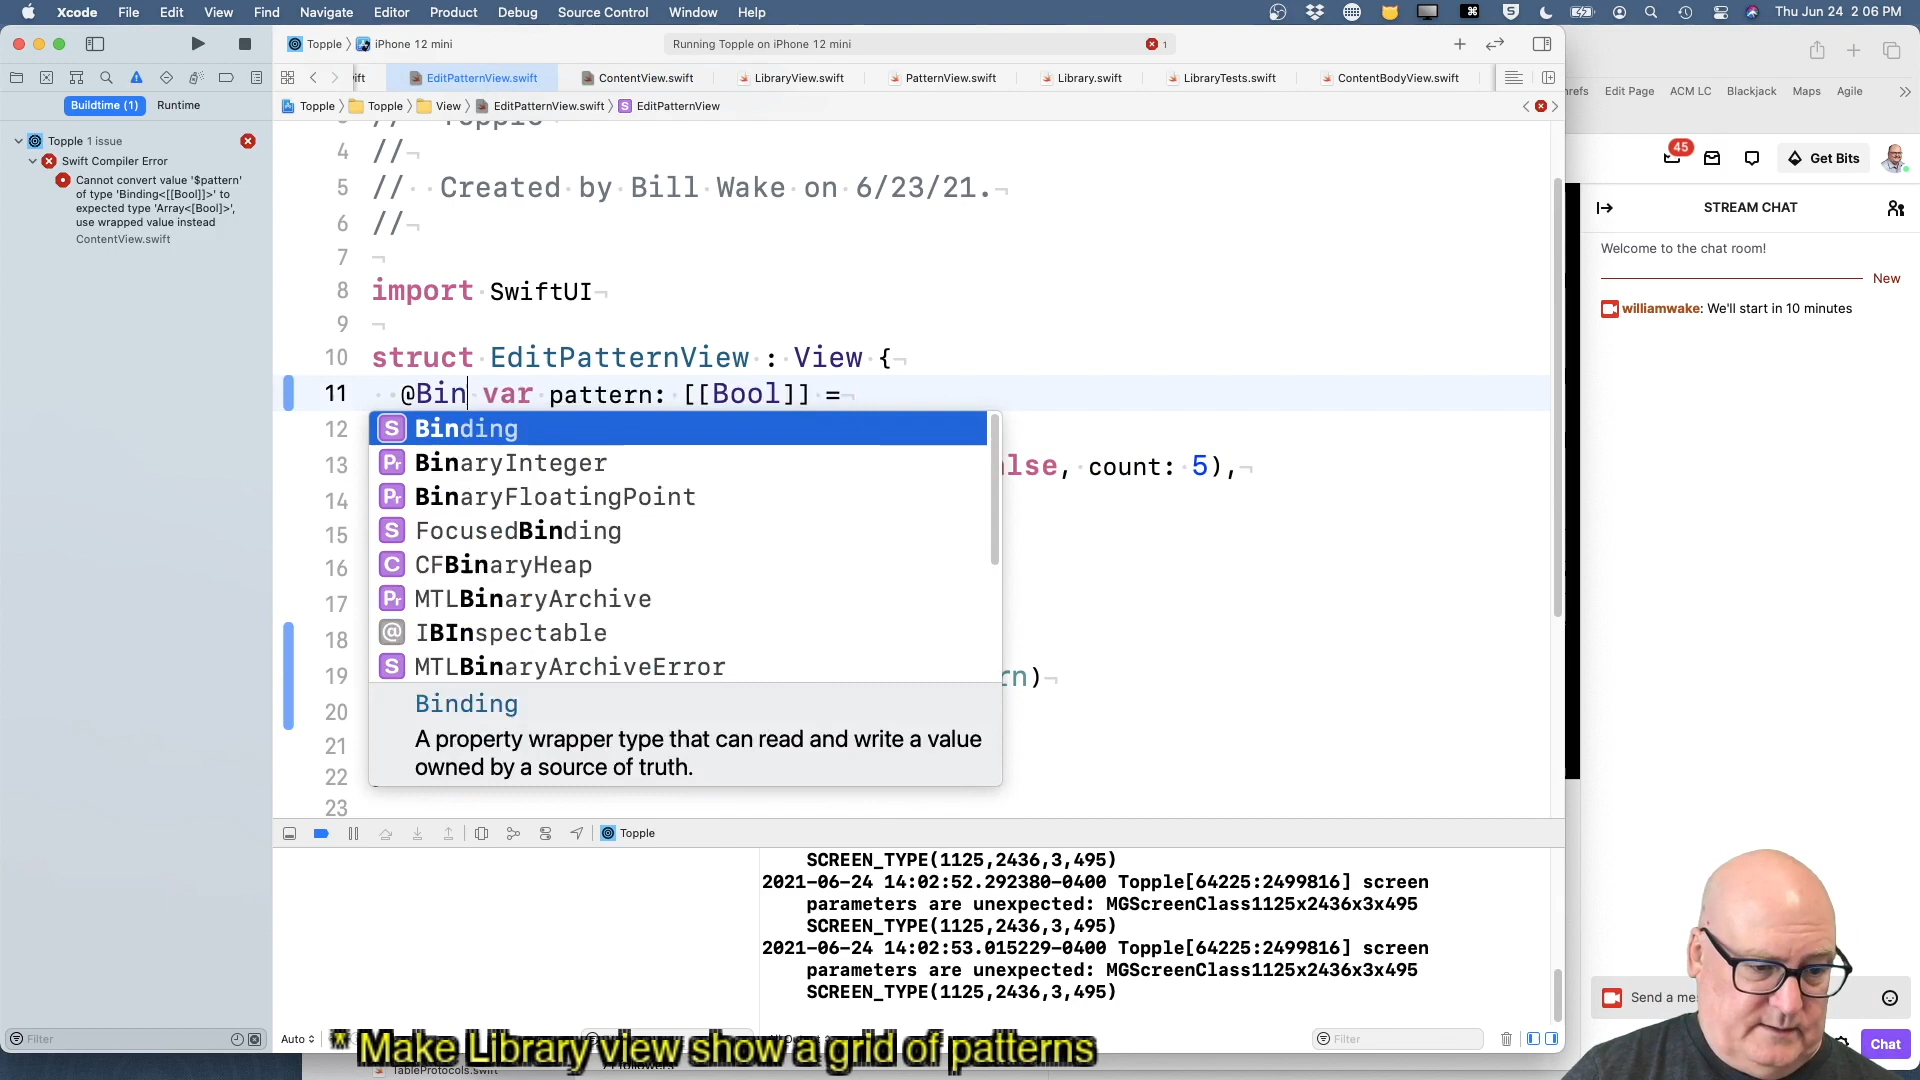 Xcode File Edit View Find Navigate Editor Product Debug Source Control Window Help
Thu Jun 24 2:06 PM
Topple
iPhone 12 mini
Running Topple on iPhone 12 mini
1
EditPatternView.swift
ContentView.swift
LibraryView.swift
PatternView.swift
Library.swift
LibraryTests.swift
ContentBodyView.swift
Edit Page
ACM LC
Blackjack
Maps
Agile
Buildtime (1)
Runtime
Topple
Topple
View
EditPatternView.swift
S EditPatternView
Topple 1 issue
Swift Compiler Error
Cannot convert value '$pattern'
of type 'Binding<[[Bool]]>' to
expected type 'Array<[Bool]>',
use wrapped value instead
ContentView.swift
4 //
5 // Created by Bill Wake on 6/23/21.
6 //
7
8 import SwiftUI
9
10 struct EditPatternView : View {
11 @Bin var pattern: [[Bool]] =
12
13 alse, count: 5),
14
15
16
17
18
19 rn)
20
21
22
23
S Binding
Pr BinaryInteger
Pr BinaryFloatingPoint
S FocusedBinding
C CFBinaryHeap
Pr MTLBinaryArchive
@ IBInspectable
S MTLBinaryArchiveError
Binding
A property wrapper type that can read and write a value
owned by a source of truth.
Topple
SCREEN_TYPE(1125,2436,3,495)
2021-06-24 14:02:52.292380-0400 Topple[64225:2499816] screen
parameters are unexpected: MGScreenClass1125x2436x3x495
SCREEN_TYPE(1125,2436,3,495)
2021-06-24 14:02:53.015229-0400 Topple[64225:2499816] screen
parameters are unexpected: MGScreenClass1125x2436x3x495
SCREEN_TYPE(1125,2436,3,495)
Filter
Auto
Filter
* Make Library view show a grid of patterns
TableProtocols.swift
45
Get Bits
STREAM CHAT
Welcome to the chat room!
New
williamwake: We'll start in 10 minutes
Send a mes
Chat